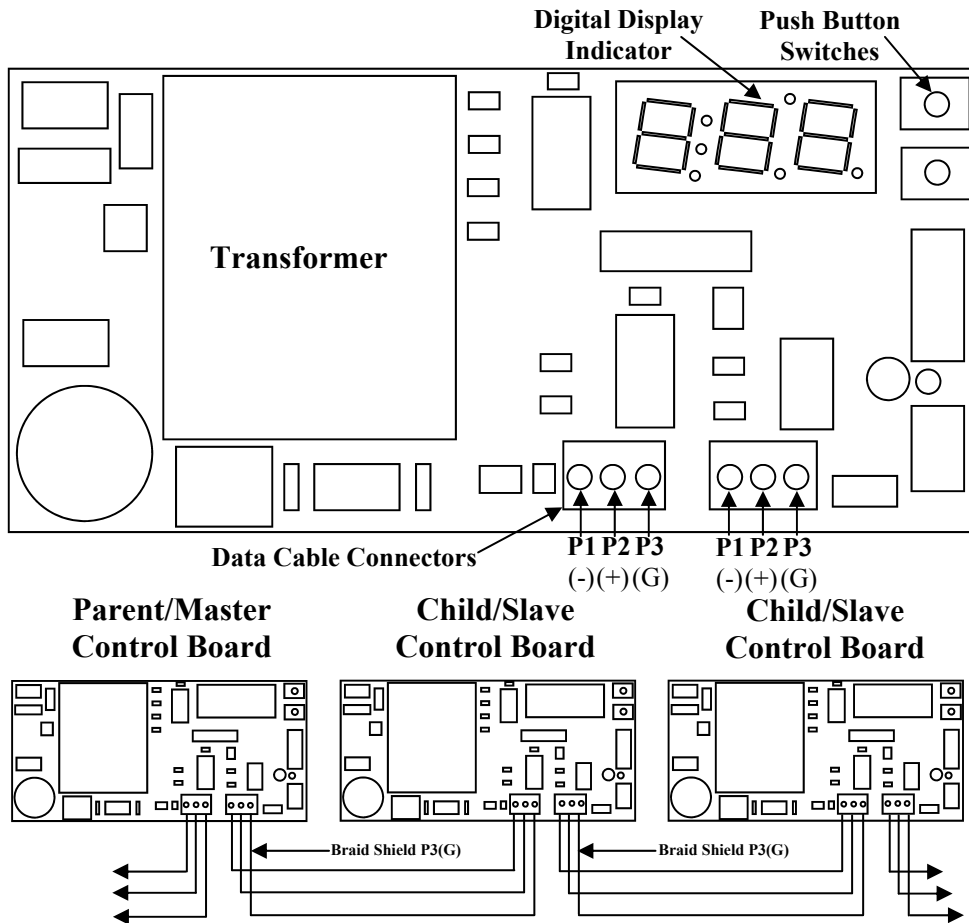 Digital Display
Indicator
Push Button
Switches
Transformer
Data Cable Connectors
P1 P2 P3
(-) (+) (G)
P1 P2 P3
(-) (+) (G)
Parent/Master
Control Board
Child/Slave
Control Board
Child/Slave
Control Board
Braid Shield P3(G)
Braid Shield P3(G)